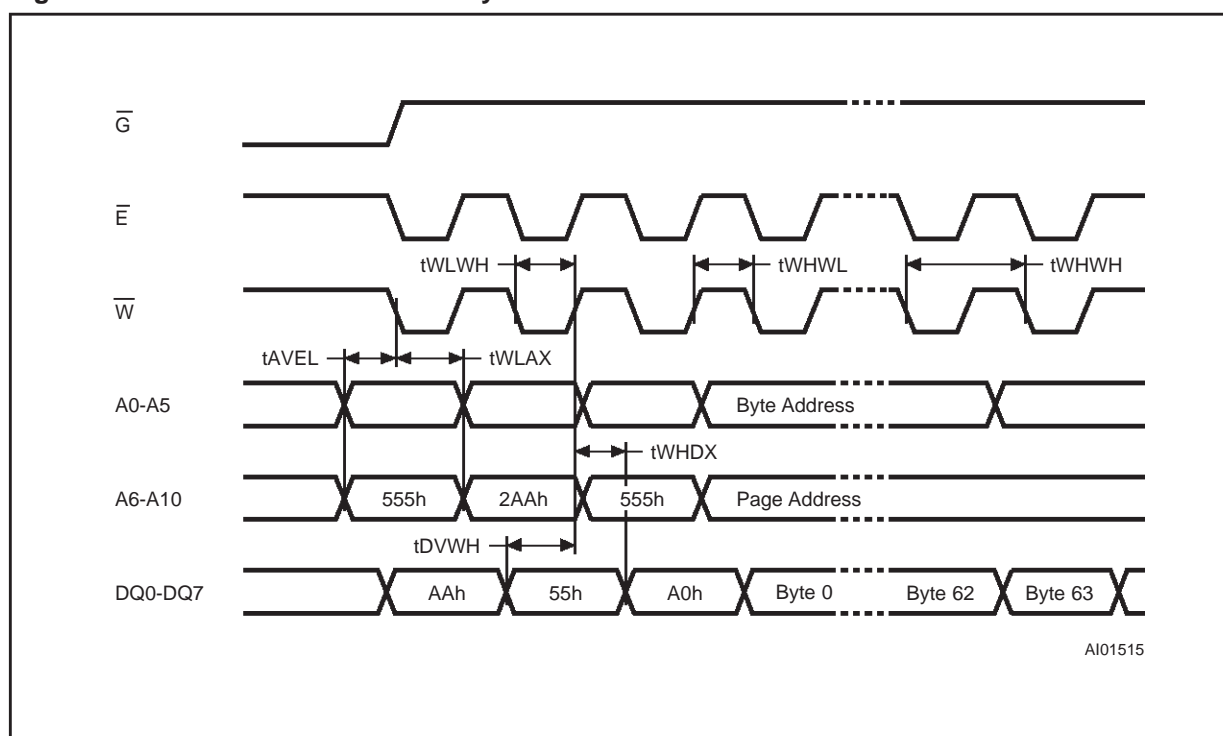 G
E
tWLWH
tWHWL
tWHWH
W
tAVEL
tWLAX
A0-A5
Byte Address
tWHDX
A6-A10
555h
2AAh
555h
Page Address
tDVWH
DQ0-DQ7
AAh
55h
A0h
Byte 0
Byte 62
Byte 63
AI01515